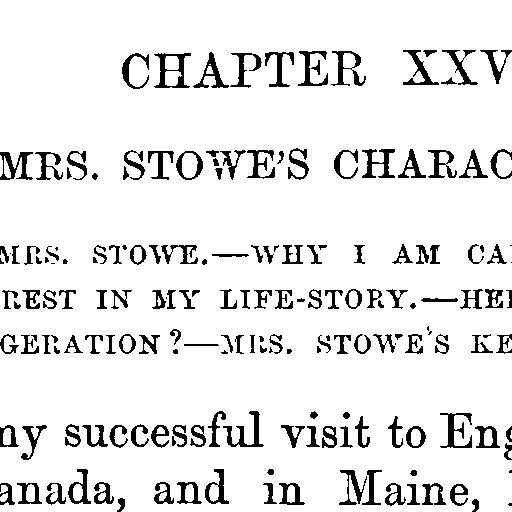 CHAPTER XXV
MRS. STOWE'S CHARAC
MRS. STOWE.—WHY I AM CA
REST IN MY LIFE-STORY.—HE
GERATION?—MRS. STOWE'S KE
ny successful visit to Eng
anada, and in Maine,